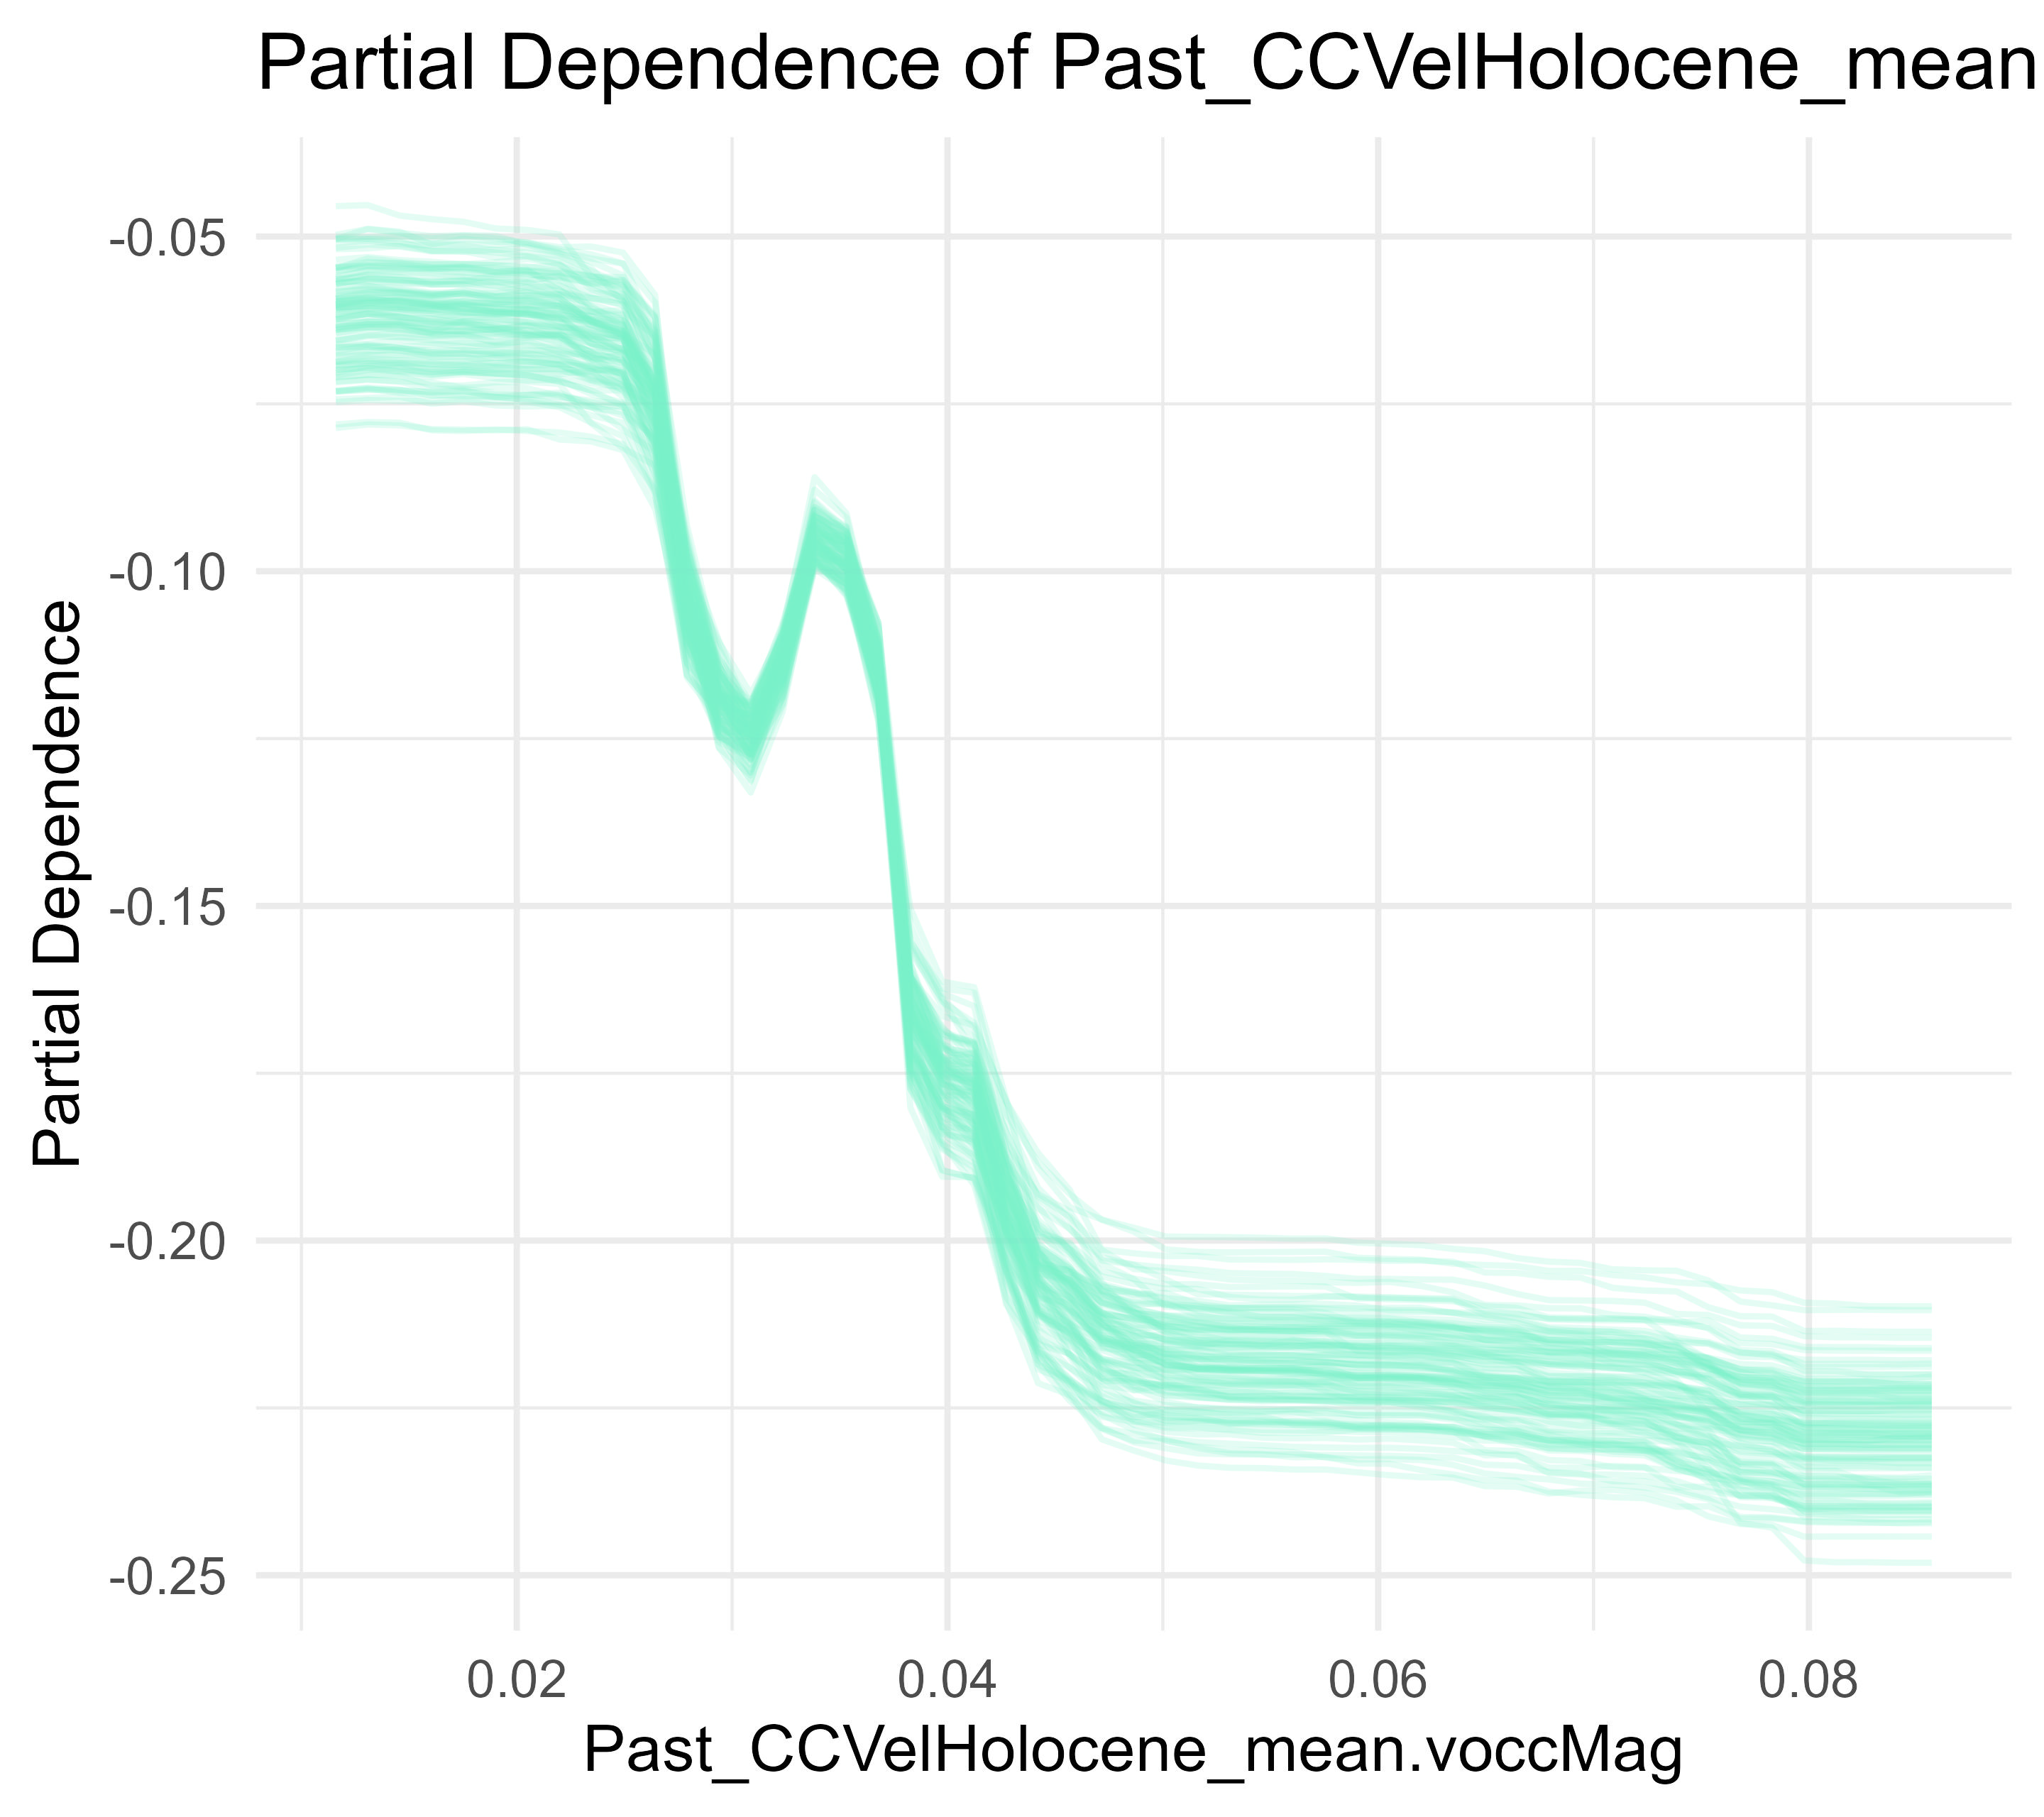 Partial Dependence of Past_CCVelHolocene_mean
-0.05
-0.10
-0.15
-0.20
-0.25
Partial Dependence
0.02 0.04 0.06 0.08
Past_CCVelHolocene_mean.voccMag